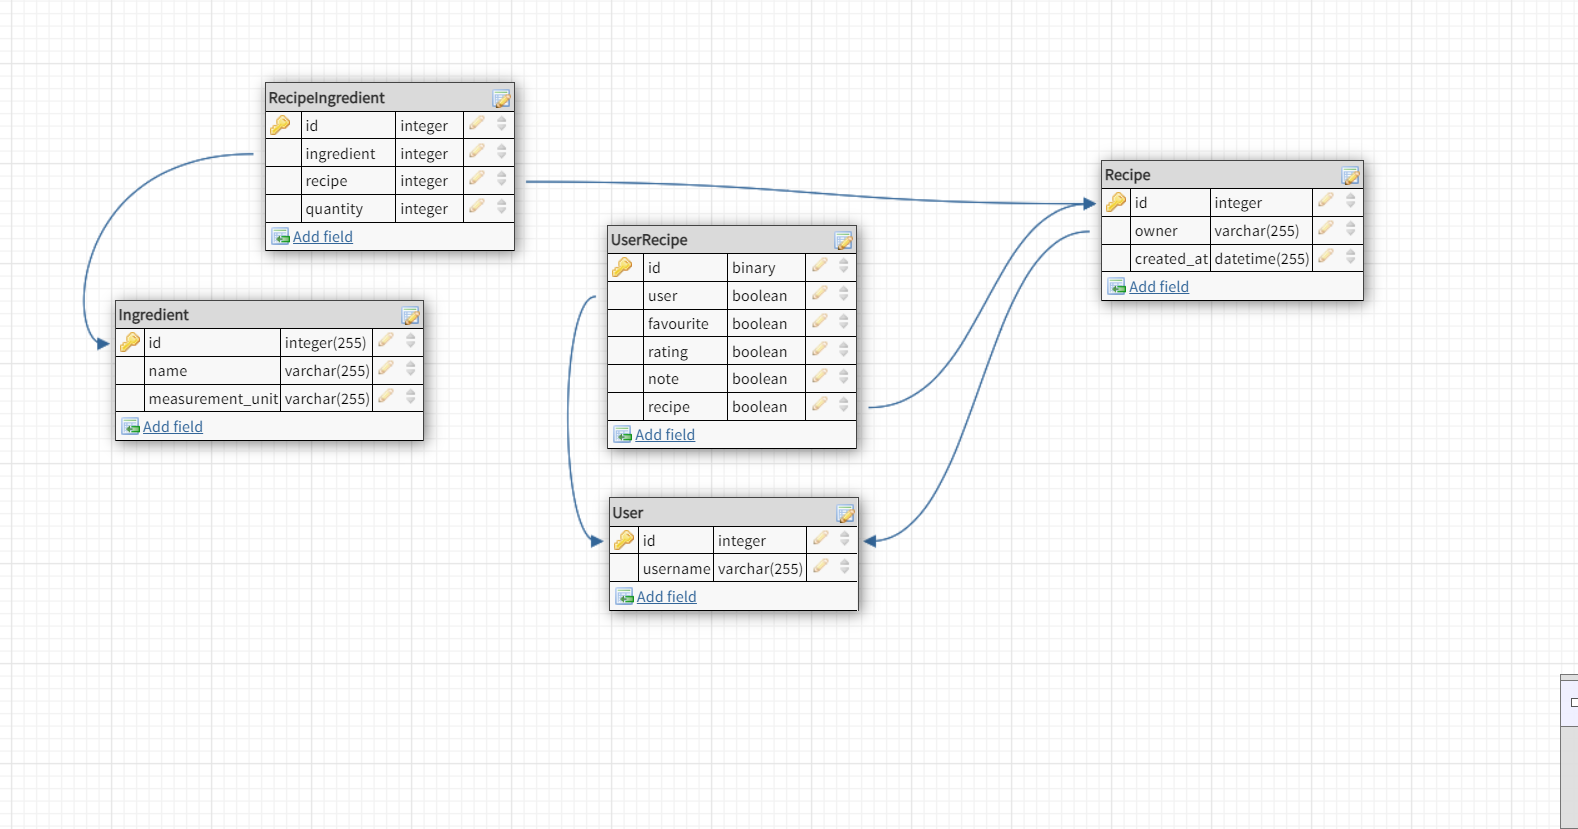 RecipeIngredient
id integer
ingredient integer
recipe integer
quantity integer
Add field
Ingredient
id integer(255)
name varchar(255)
measurement_unit varchar(255)
Add field
UserRecipe
id binary
user boolean
favourite boolean
rating boolean
note boolean
recipe boolean
Add field
User
id integer
username varchar(255)
Add field
Recipe
id integer
owner varchar(255)
created_at datetime(255)
Add field